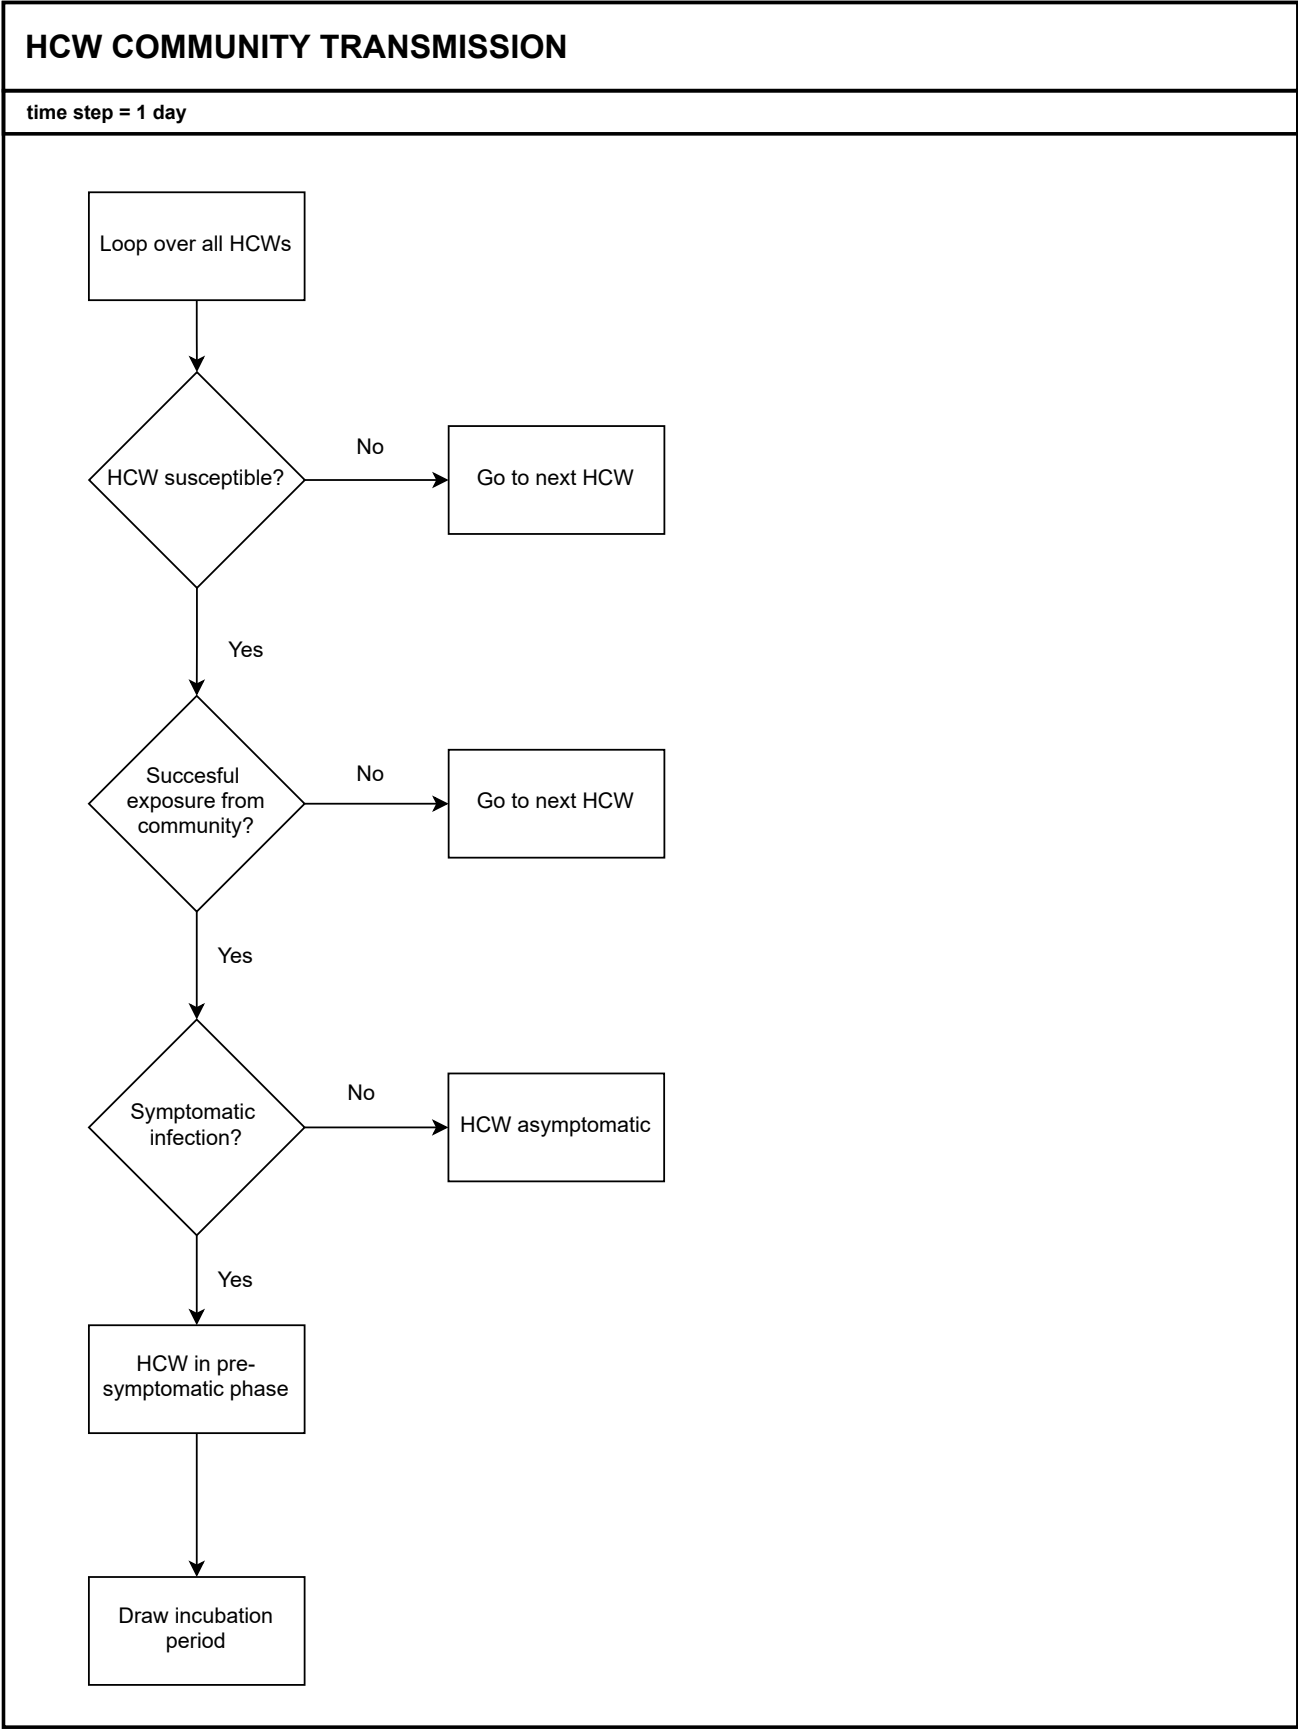 HCW COMMUNITY TRANSMISSION
time step = 1 day
Loop over all HCWs
HCW susceptible?
No
Go to next HCW
Yes
Succesful
exposure from
community?
No
Go to next HCW
Yes
Symptomatic
infection?
No
HCW asymptomatic
Yes
HCW in pre-
symptomatic phase
Draw incubation
period